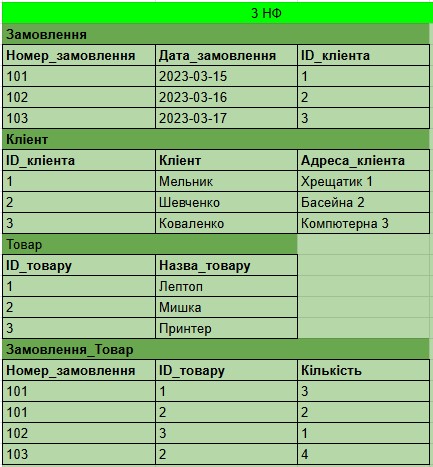 3 НФ
Замовлення
Номер_замовлення Дата_замовлення ID_клієнта
101 2023-03-15 1
102 2023-03-16 2
103 2023-03-17 3
Кліент
ID_клієнта Клієнт Адреса_клієнта
1 Мельник Хрещатик 1
2 Шевченко Басейна 2
3 Коваленко Компютерна 3
Товар
ID_товару Назва_товару
1 Лептоп
2 Мишка
3 Принтер
Замовлення_Товар
Номер_замовлення ID_товару Кількість
101 1 3
101 2 2
102 3 1
103 2 4